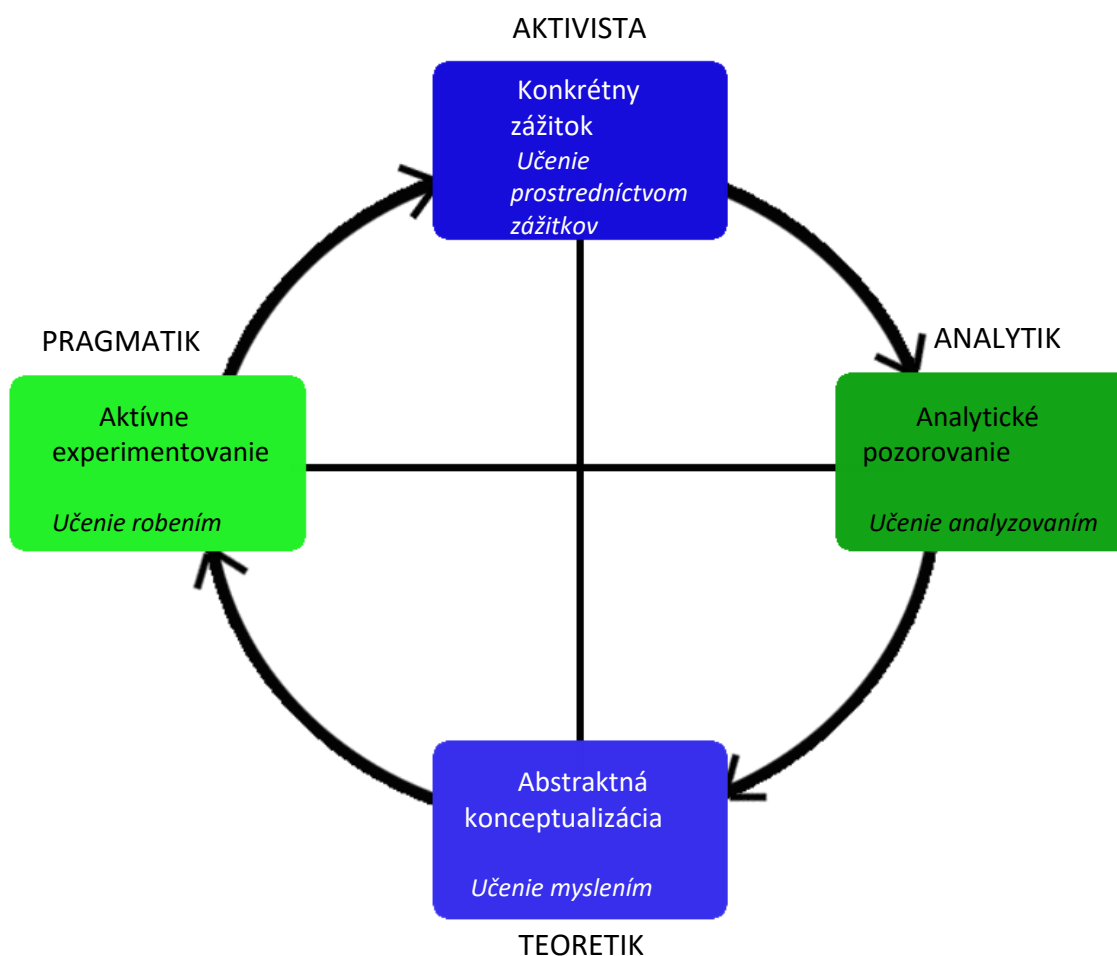 AKTIVISTA
Konkrétny
zážitok
Učenie
prostredníctvom
zážitkov
PRAGMATIK
ANALYTIK
Aktívne
experimentovanie
Učenie robením
Analytické
pozorovanie
Učenie analyzovaním
Abstraktná
konceptualizácia
Učenie myslením
TEORETIK